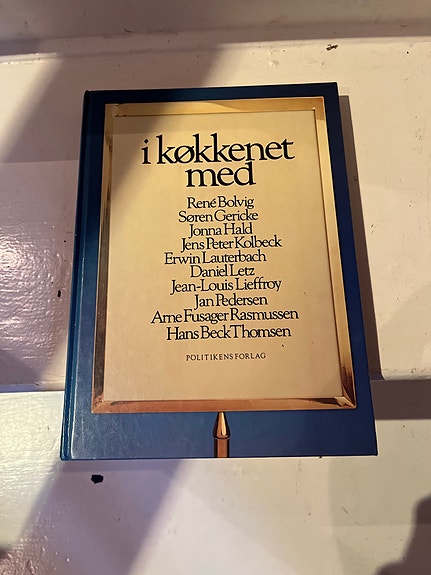 i køkkenet
med
René Bolvig
Søren Gericke
Jonna Hald
Jens Peter Kolbeck
Erwin Lauterbach
Daniel Letz
Jean-Louis Lieffroy
Jan Pedersen
Arne Fusager Rasmussen
Hans Beck Thomsen
POLITIKENS FORLAG